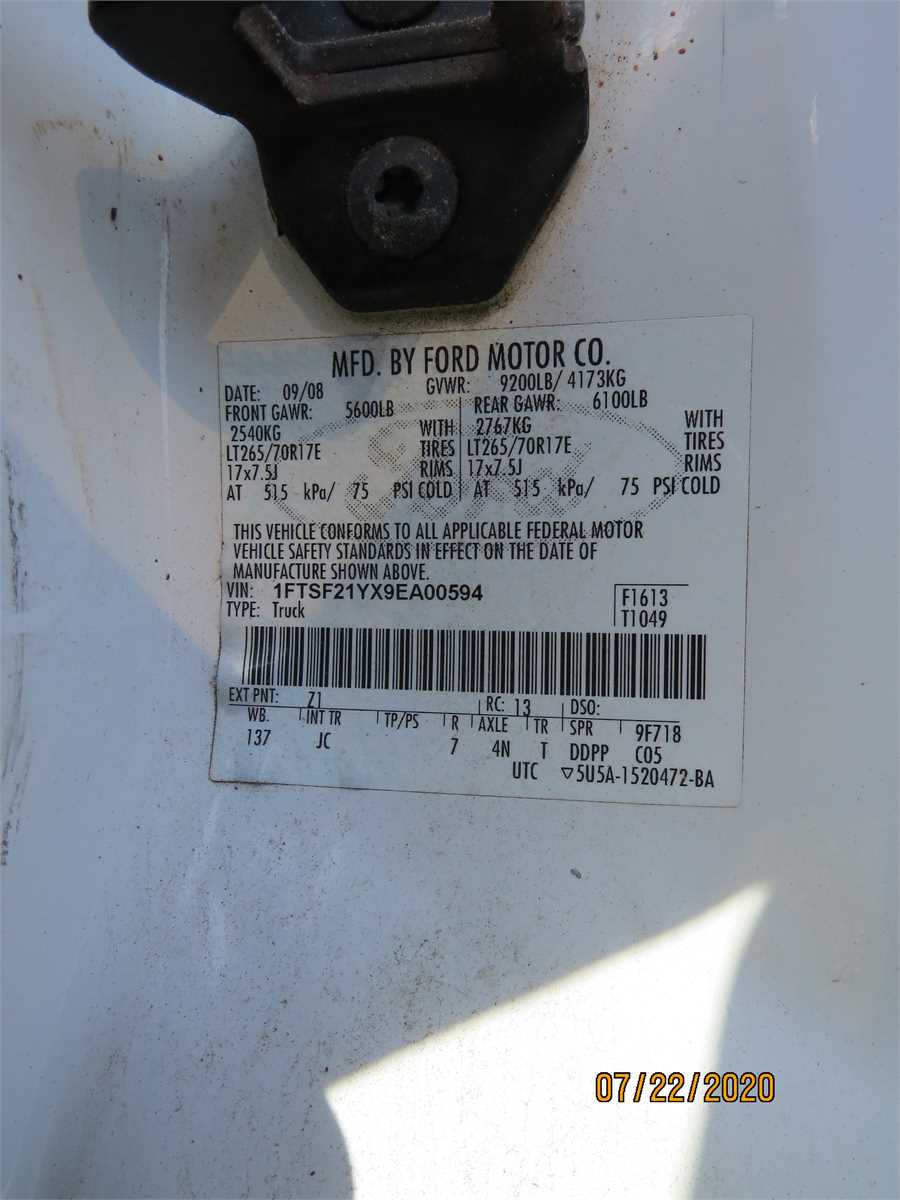 MFD. BY FORD MOTOR CO.
DATE: 09/08 GVWR: 9200LB/ 4173KG
FRONT GAWR: 5600LB REAR GAWR: 6100LB
2540KG WITH 2767KG WITH
LT265/70R17E TIRES LT265/70R17E TIRES
17x7.5J RIMS 17x7.5J RIMS
AT 515 kPa/ 75 PSI COLD AT 515 kPa/ 75 PSI COLD
THIS VEHICLE CONFORMS TO ALL APPLICABLE FEDERAL MOTOR
VEHICLE SAFETY STANDARDS IN EFFECT ON THE DATE OF
MANUFACTURE SHOWN ABOVE.
VIN: 1FTSF21YX9EA00594
TYPE: Truck
F1613
T1049
EXT PNT: Z1 RC: 13 DSO:
WB. INT TR TP/PS R AXLE TR SPR 9F718
137 JC 7 4N T DDPP C05
UTC ▽5U5A-1520472-BA
07/22/2020